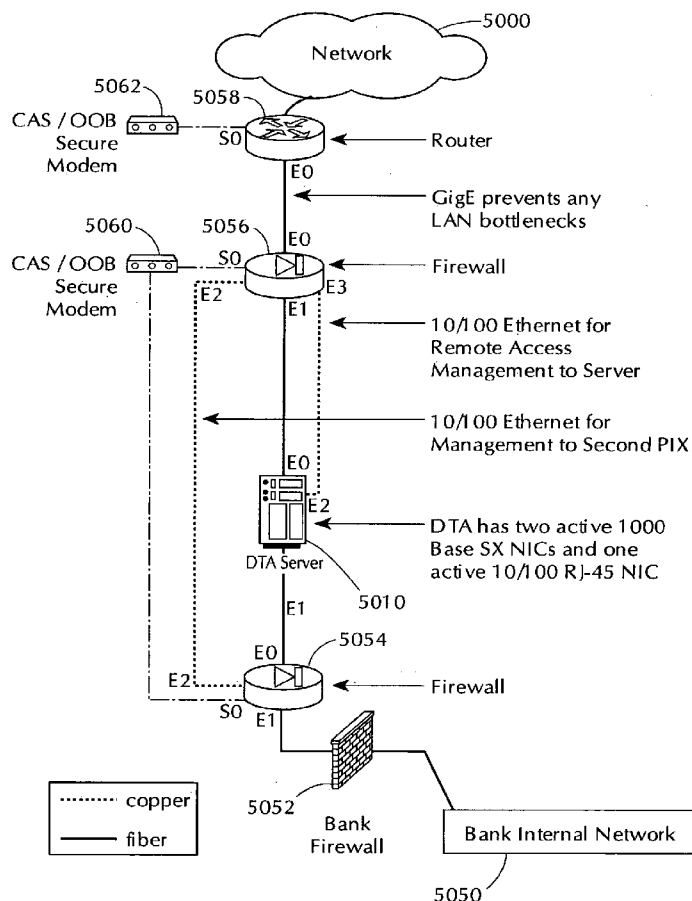 5000
Network
5062
5058
CAS / OOB
Secure
Modem
S0
Router
E0
GigE prevents any
LAN bottlenecks
5060
5056
E0
CAS / OOB
Secure
Modem
S0
Firewall
E2
E3
E1
10/100 Ethernet for
Remote Access
Management to Server
10/100 Ethernet for
Management to Second PIX
E0
E2
DTA has two active 1000
Base SX NICs and one
active 10/100 RJ-45 NIC
DTA Server
5010
E1
5054
E0
E2
Firewall
S0
E1
5052
Bank
Firewall
copper
fiber
Bank Internal Network
5050